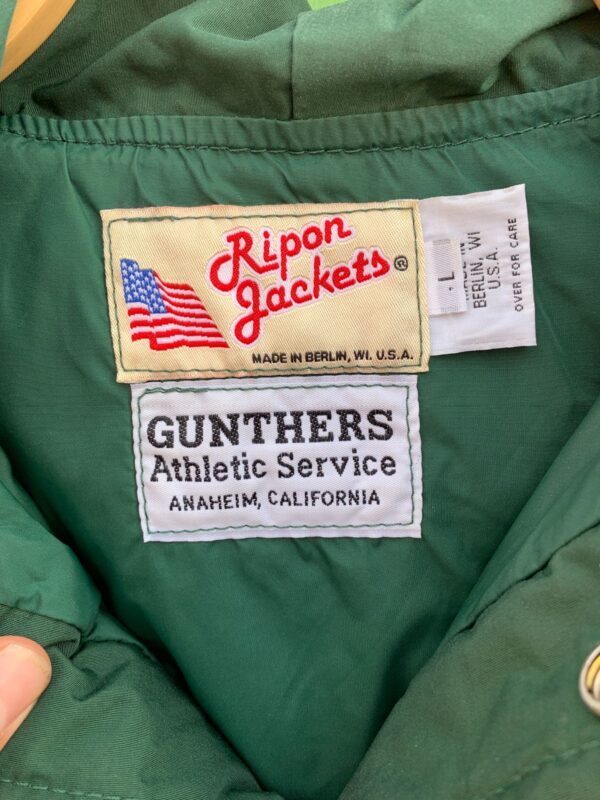 Ripon
Jackets®
MADE IN BERLIN, WI. U.S.A.
L
BERLIN, WI
U.S.A.
OVER FOR CARE
GUNTHERS
Athletic Service
ANAHEIM, CALIFORNIA